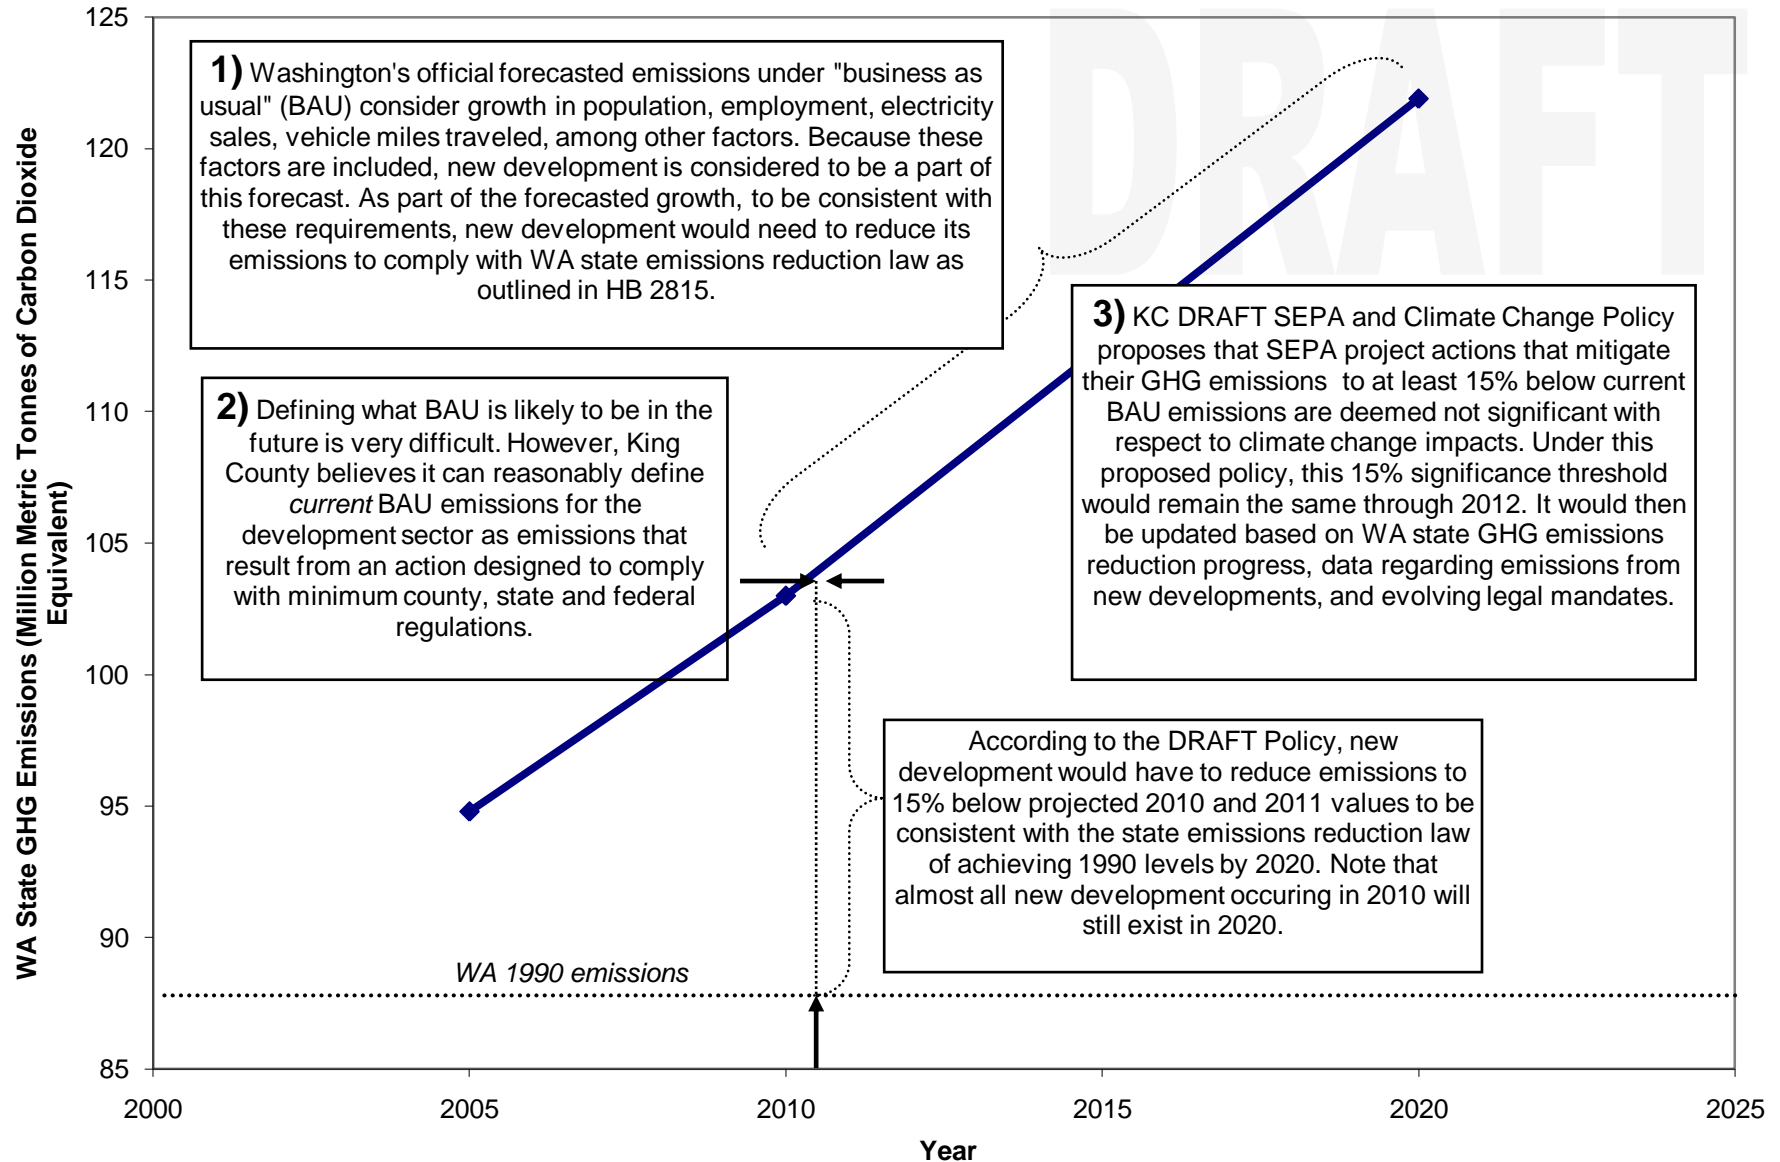 DRAFT
WA State GHG Emissions (Million Metric Tonnes of Carbon Dioxide
Equivalent)
125
120
115
110
105
100
95
90
85
1) Washington's official forecasted emissions under "business as
usual" (BAU) consider growth in population, employment, electricity
sales, vehicle miles traveled, among other factors. Because these
factors are included, new development is considered to be a part of
this forecast. As part of the forecasted growth, to be consistent with
these requirements, new development would need to reduce its
emissions to comply with WA state emissions reduction law as
outlined in HB 2815.
2) Defining what BAU is likely to be in the
future is very difficult. However, King
County believes it can reasonably define
current BAU emissions for the
development sector as emissions that
result from an action designed to comply
with minimum county, state and federal
regulations.
3) KC DRAFT SEPA and Climate Change Policy
proposes that SEPA project actions that mitigate
their GHG emissions to at least 15% below current
BAU emissions are deemed not significant with
respect to climate change impacts. Under this
proposed policy, this 15% significance threshold
would remain the same through 2012. It would then
be updated based on WA state GHG emissions
reduction progress, data regarding emissions from
new developments, and evolving legal mandates.
According to the DRAFT Policy, new
development would have to reduce emissions to
15% below projected 2010 and 2011 values to be
consistent with the state emissions reduction law
of achieving 1990 levels by 2020. Note that
almost all new development occuring in 2010 will
still exist in 2020.
WA 1990 emissions
2000
2005
2010
2015
2020
2025
Year